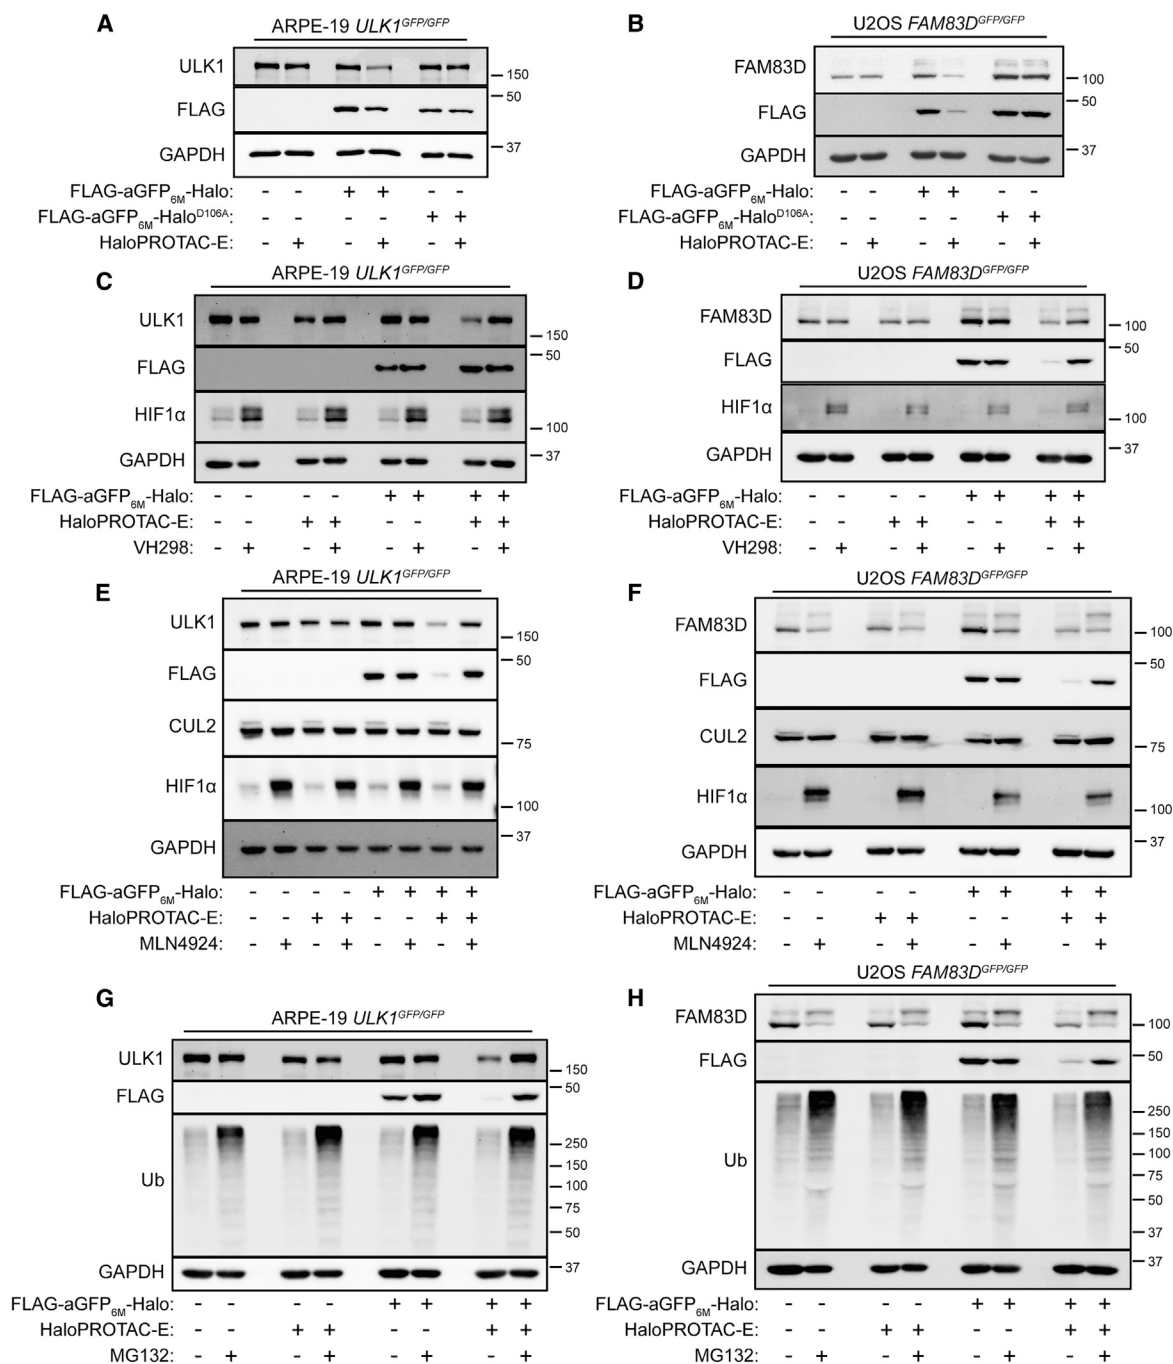 A
ARPE-19 ULK1GFP/GFP
ULK1
150
FLAG
50
GAPDH
37
FLAG-aGFP6M-Halo: - - + + - -
FLAG-aGFP6M-HaloD106A: - - - - + +
HaloPROTAC-E: - + - + - +
B
U2OS FAM83DGFP/GFP
FAM83D
100
FLAG
50
GAPDH
37
FLAG-aGFP6M-Halo: - - + + - -
FLAG-aGFP6M-HaloD106A: - - - - + +
HaloPROTAC-E: - + - + - +
C
ARPE-19 ULK1GFP/GFP
ULK1
150
FLAG
50
HIF1α
100
GAPDH
37
FLAG-aGFP6M-Halo: - - - - + + + +
HaloPROTAC-E: - - + + - - + +
VH298: - + - + - + - +
D
U2OS FAM83DGFP/GFP
FAM83D
100
FLAG
50
HIF1α
100
GAPDH
37
FLAG-aGFP6M-Halo: - - - - + + + +
HaloPROTAC-E: - - + + - - + +
VH298: - + - + - + - +
E
ARPE-19 ULK1GFP/GFP
ULK1
150
FLAG
50
CUL2
75
HIF1α
100
GAPDH
37
FLAG-aGFP6M-Halo: - - - - + + + +
HaloPROTAC-E: - - + + - - + +
MLN4924: - + - + - + - +
F
U2OS FAM83DGFP/GFP
FAM83D
100
FLAG
50
CUL2
75
HIF1α
100
GAPDH
37
FLAG-aGFP6M-Halo: - - - - + + + +
HaloPROTAC-E: - - + + - - + +
MLN4924: - + - + - + - +
G
ARPE-19 ULK1GFP/GFP
ULK1
150
FLAG
50
Ub
250
150
100
75
50
GAPDH
37
FLAG-aGFP6M-Halo: - - - - + + + +
HaloPROTAC-E: - - + + - - + +
MG132: - + - + - + - +
H
U2OS FAM83DGFP/GFP
FAM83D
100
FLAG
50
Ub
250
150
100
75
50
37
GAPDH
37
FLAG-aGFP6M-Halo: - - - - + + + +
HaloPROTAC-E: - - + + - - + +
MG132: - + - + - + - +